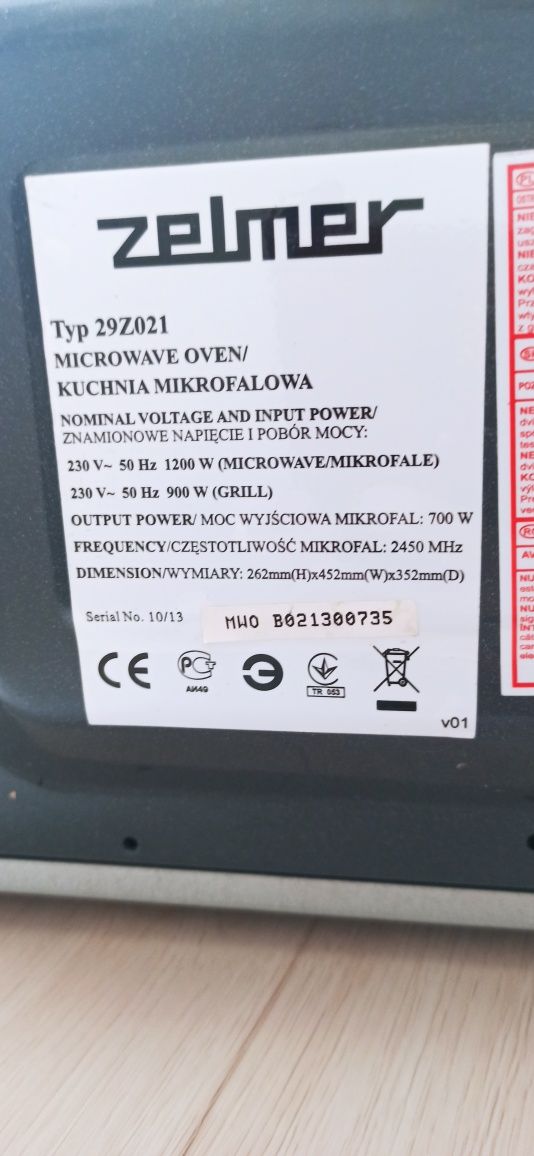 zelmer
Typ 29Z021
MICROWAVE OVEN/
KUCHNIA MIKROFALOWA
NOMINAL VOLTAGE AND INPUT POWER/
ZNAMIONOWE NAPIĘCIE I POBÓR MOCY:
230 V~ 50 Hz 1200 W (MICROWAVE/MIKROFALE)
230 V~ 50 Hz 900 W (GRILL)
OUTPUT POWER/ MOC WYJŚCIOWA MIKROFAL: 700 W
FREQUENCY/CZĘSTOTLIWOŚĆ MIKROFAL: 2450 MHz
DIMENSION/WYMIARY: 262mm(H)x452mm(W)x352mm(D)
Serial No. 10/13 MWO B021300735
CE
АИ49
TR 053
v01